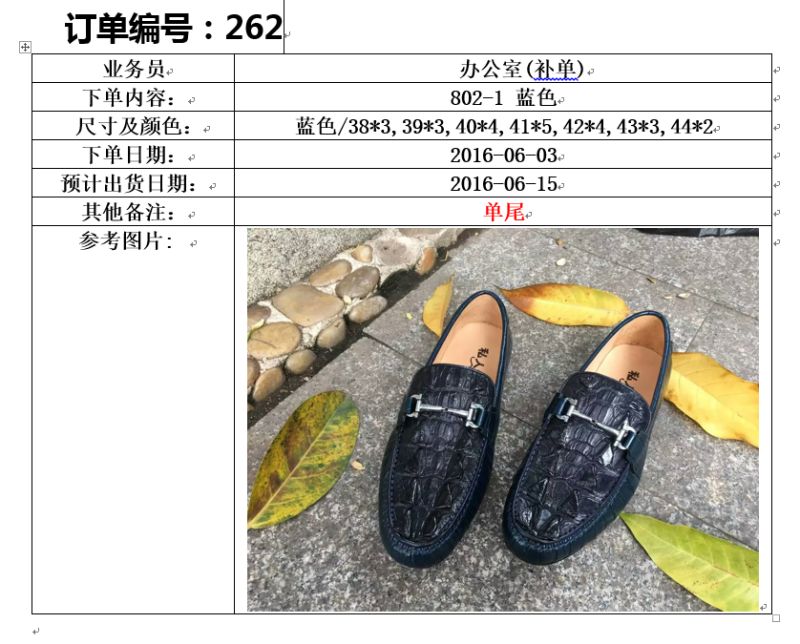 订单编号：262
业务员 办公室(补单)
下单内容： 802-1 蓝色
尺寸及颜色： 蓝色/38*3,39*3,40*4,41*5,42*4,43*3,44*2
下单日期： 2016-06-03
预计出货日期： 2016-06-15
其他备注： 单尾
参考图片:
私人
私